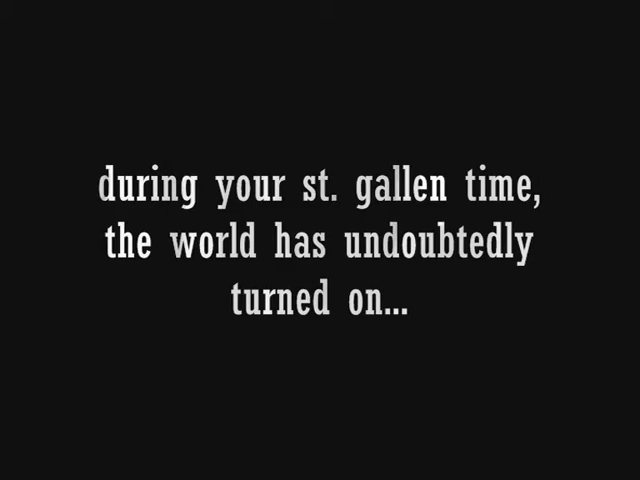 during your st. gallen time,
the world has undoubtedly
turned on...